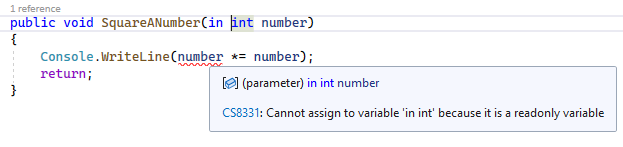 1 reference
public void SquareANumber(in int number)
{
Console.WriteLine(number *= number);
return;
}
(parameter) in int number
CS8331: Cannot assign to variable 'in int' because it is a readonly variable